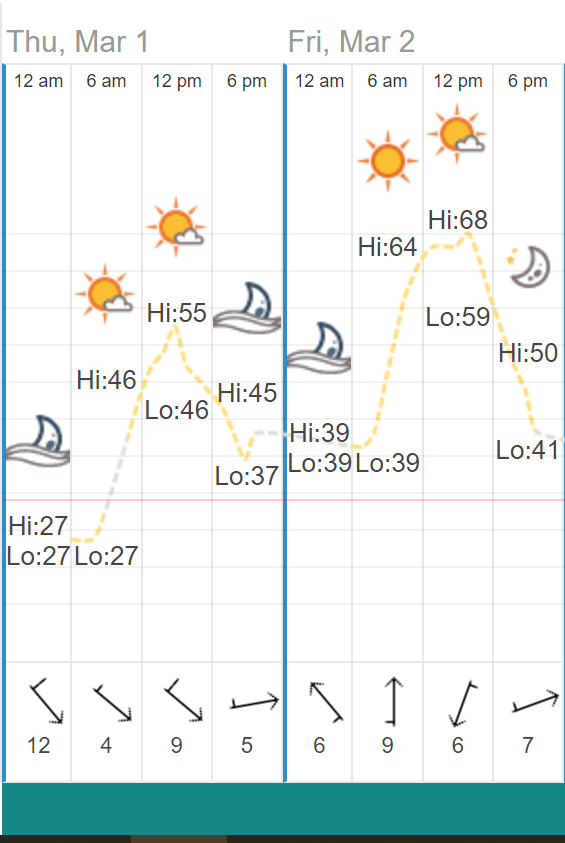 Thu, Mar 1 Fri, Mar 2
12 am 6 am 12 pm 6 pm 12 am 6 am 12 pm 6 pm
Hi:68
Hi:64
Hi:55
Lo:59
Hi:50
Hi:46
Hi:45
Lo:46
Hi:39
Lo:41
Lo:39 Lo:39
Lo:37
Hi:27
Lo:27 Lo:27
12 4 9 5 6 9 6 7